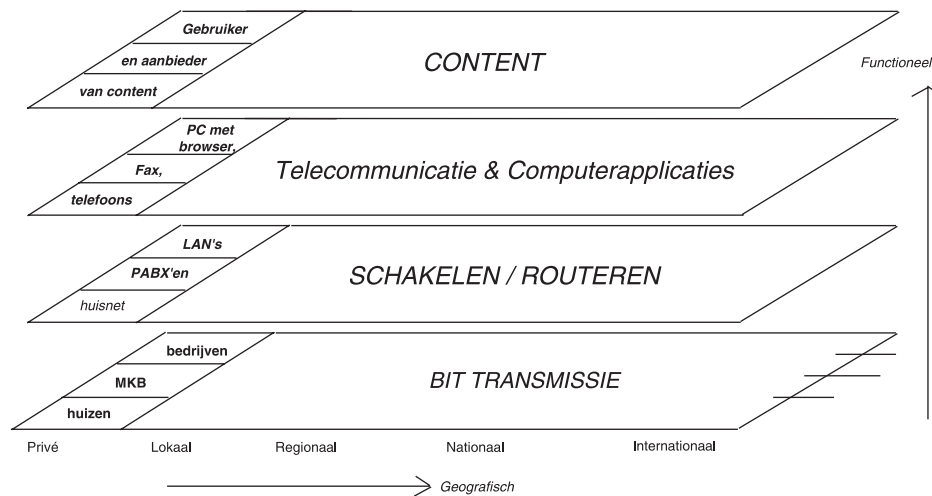 Gebruiker
en aanbieder
van content
CONTENT
Functioneel
PC met
browser,
Fax,
telefoons
Telecommunicatie & Computerapplicaties
LAN's
PABX'en
huisnet
SCHAKELEN / ROUTEREN
bedrijven
MKB
huizen
BIT TRANSMISSIE
Privé Lokaal Regionaal Nationaal Internationaal
Geografisch